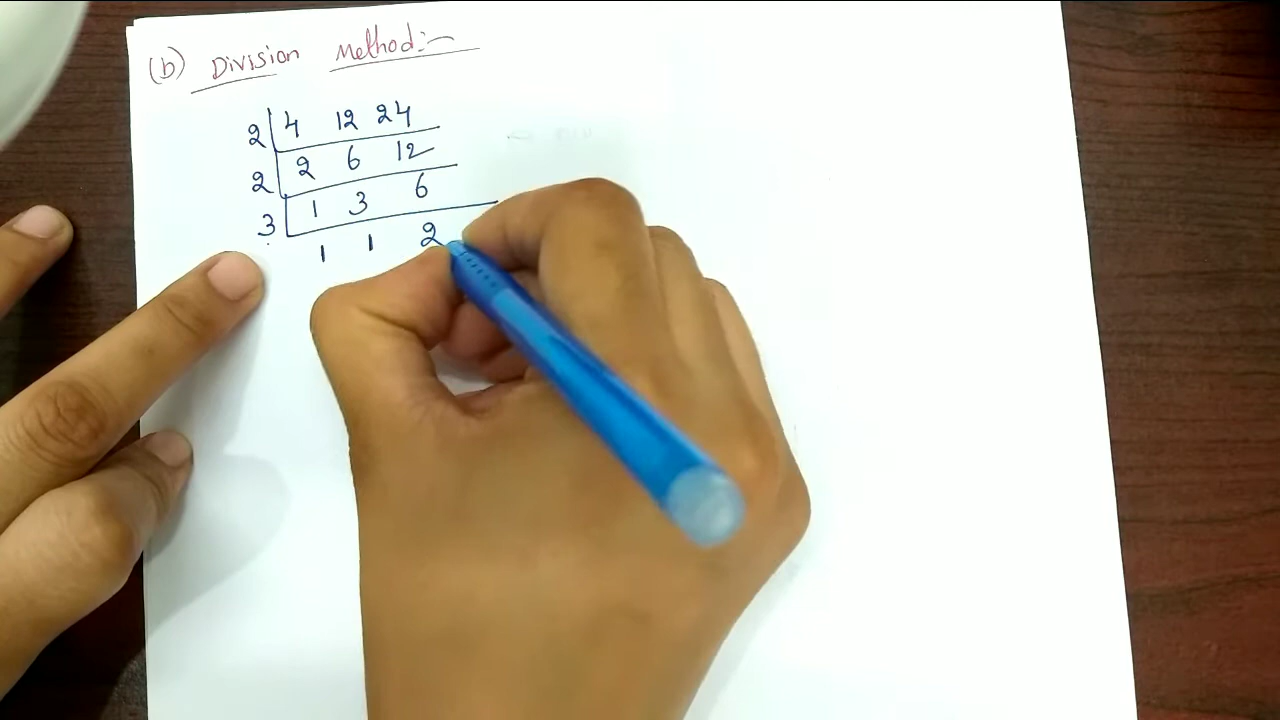 (b) Division Method:-
2 4 12 24
2 2 6 12
3 1 3 6
1 1 2